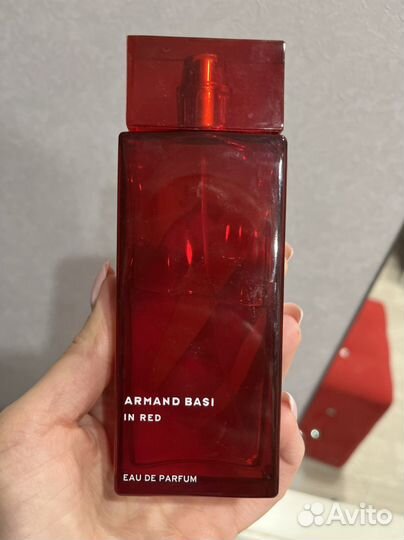 ARMAND BASI
IN RED
EAU DE PARFUM
Avito